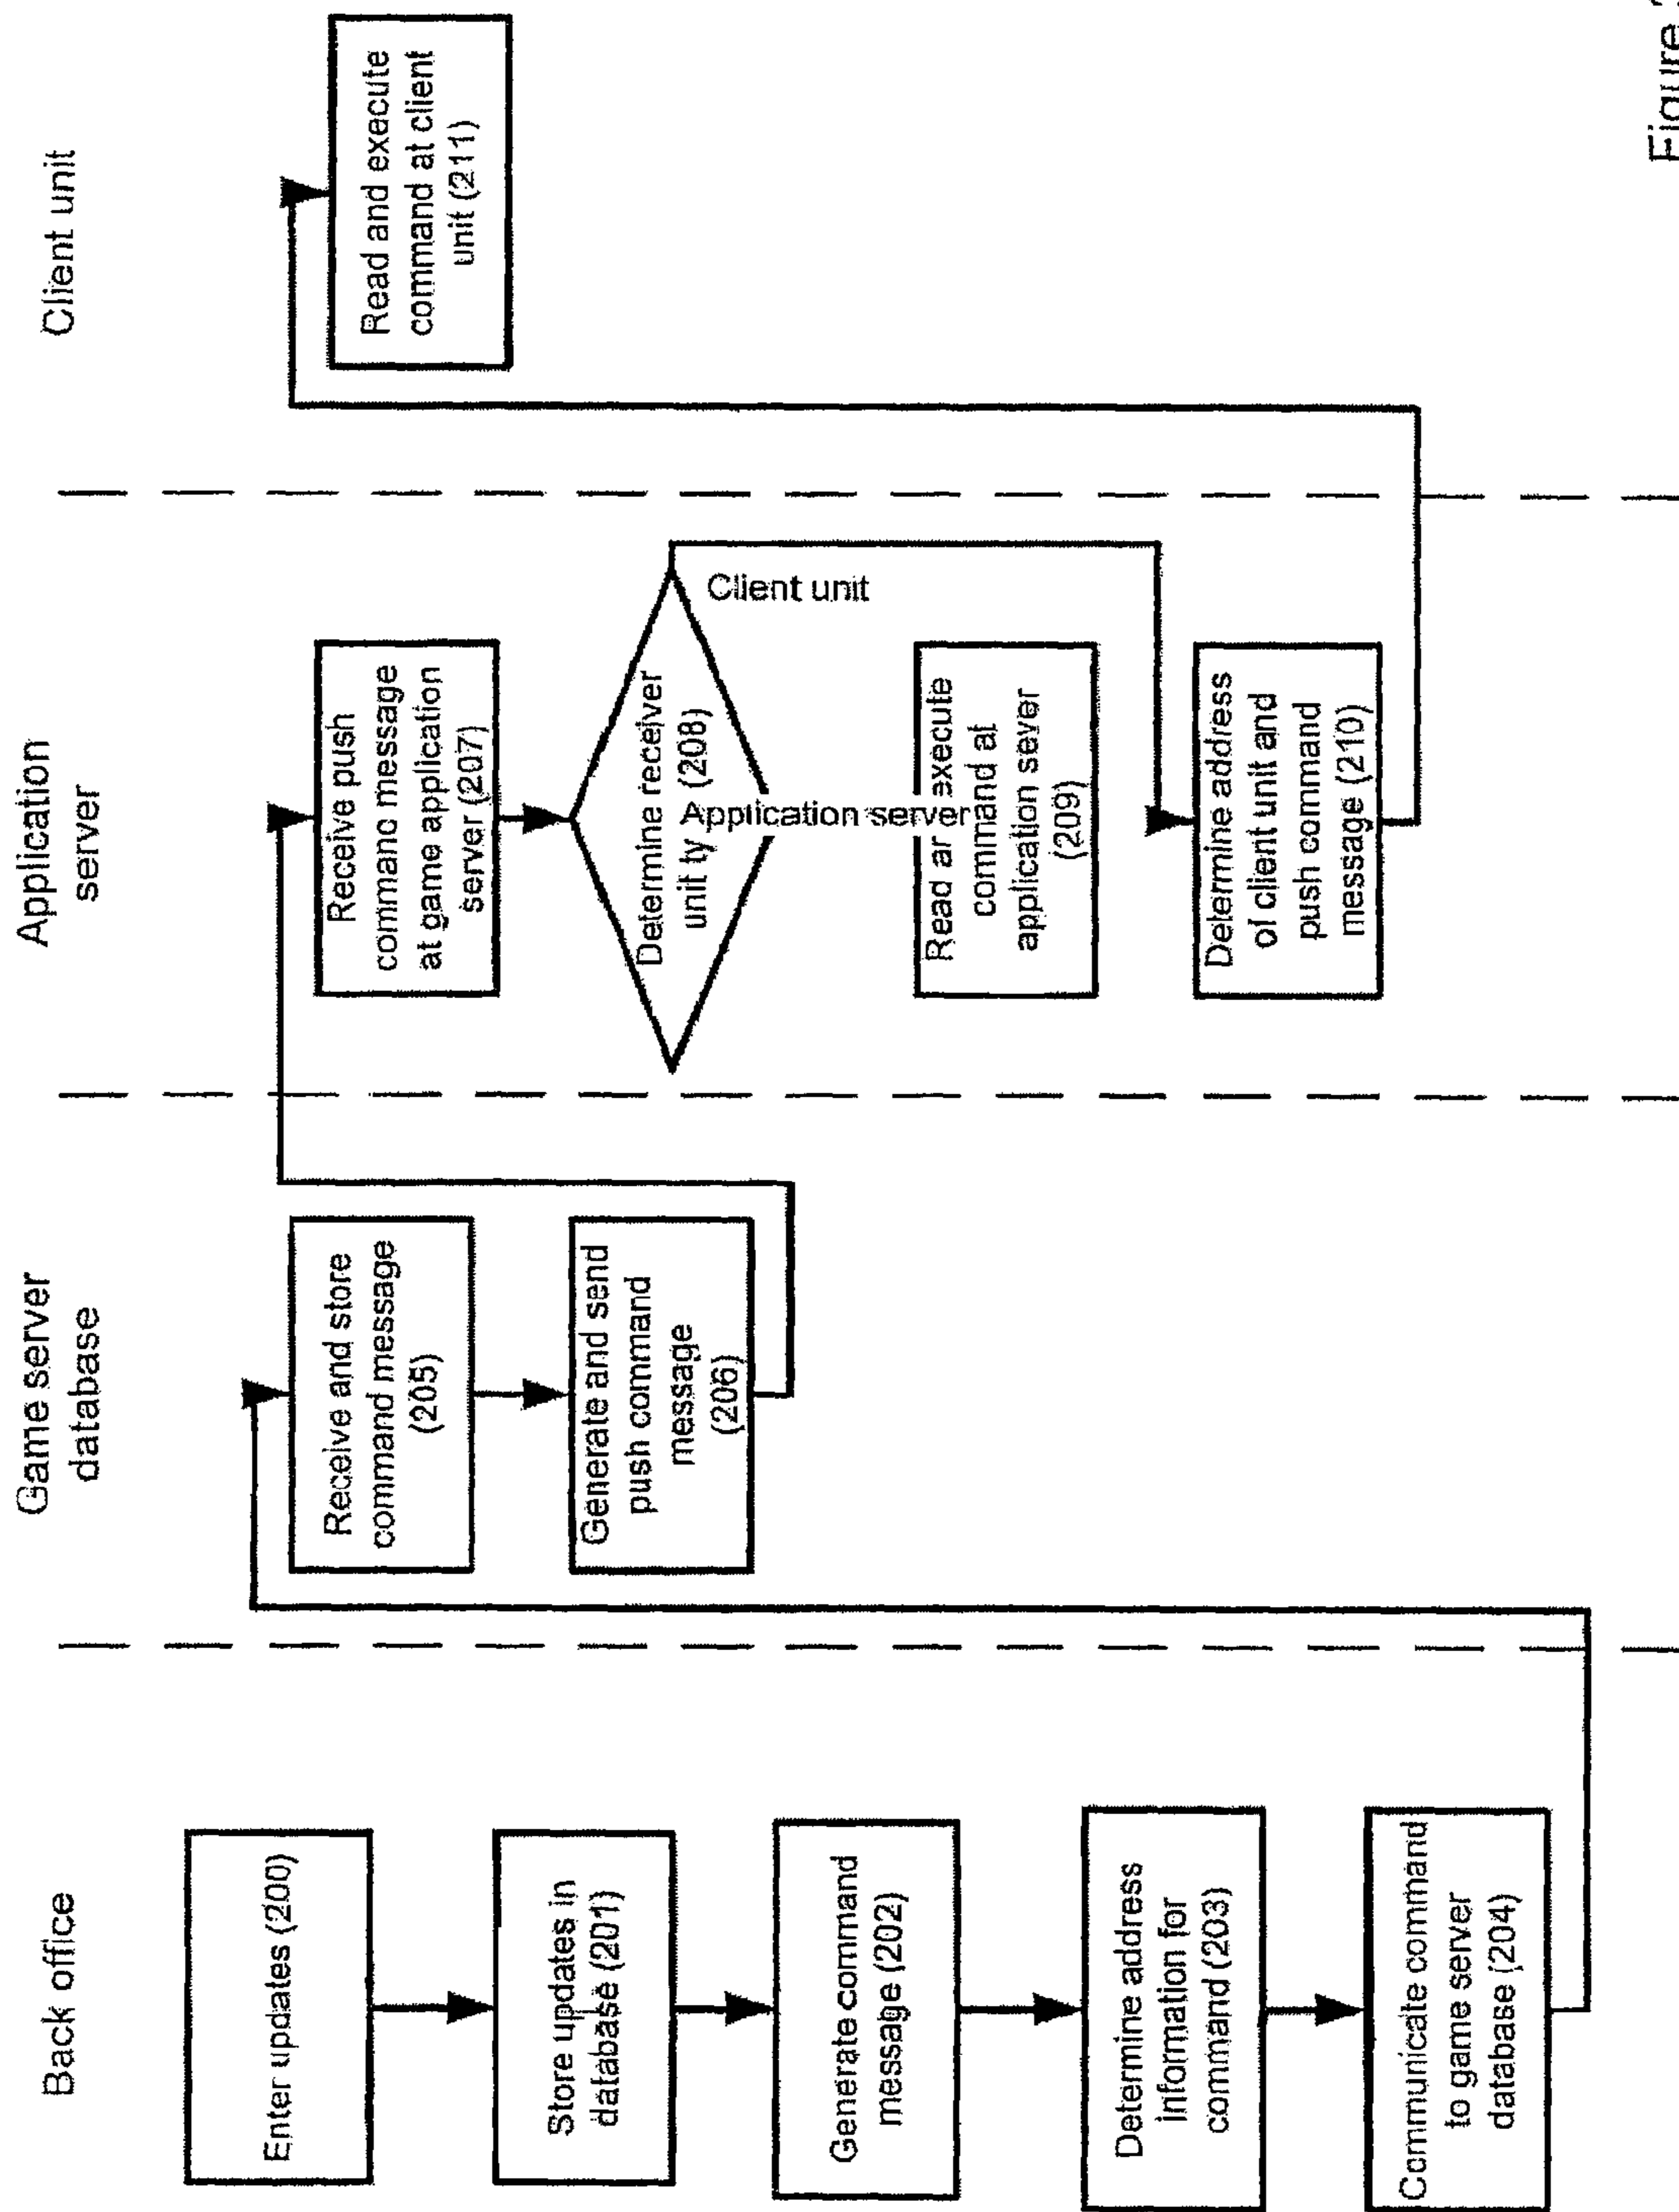 Back office
Enter updates (200)
Store updates in
database (201)
Generate command
message (202)
Determine address
information for
command (203)
Communicate command
to game server
database (204)
Game server
database
Receive and store
command message
(205)
Generate and send
push command
message
(206)
Application
server
Receive push
command message
at game application
server (207)
Determine receiver
unit ty (208)
Client unit
Application server
Read ar execute
command at
application sever
(209)
Determine address
of client unit and
push command
message (210)
Client unit
Read and execute
command at client
unit (211)
Figure